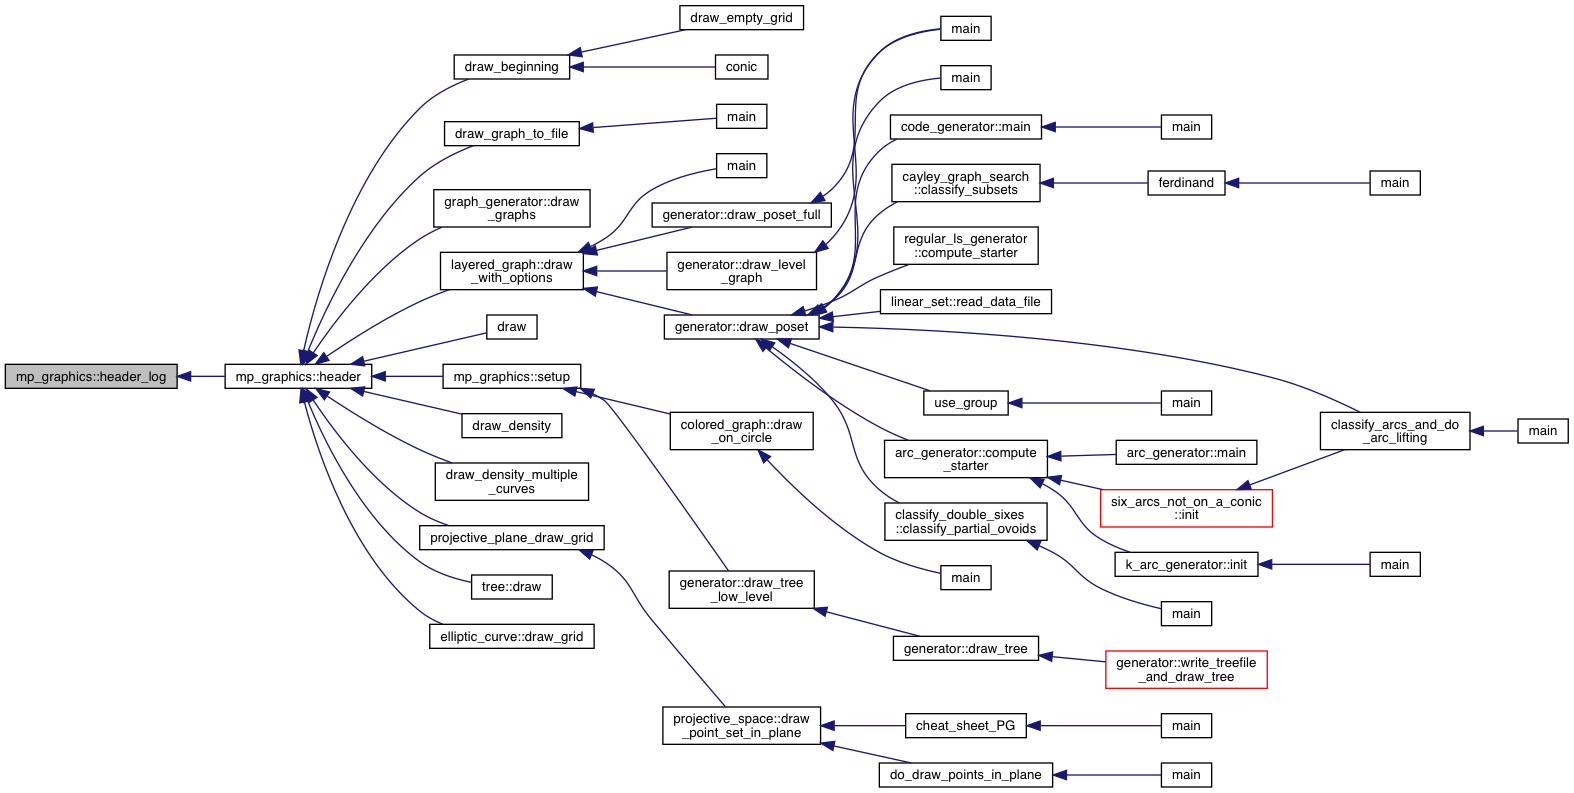 draw_empty_grid
main
draw_beginning
conic
main
main
draw_graph_to_file
code_generator::main
main
main
cayley_graph_search
::classify_subsets
ferdinand
main
graph_generator::draw
_graphs
generator::draw_poset_full
regular_ls_generator
::compute_starter
layered_graph::draw
_with_options
generator::draw_level
_graph
linear_set::read_data_file
draw
generator::draw_poset
mp_graphics::header_log
mp_graphics::header
mp_graphics::setup
use_group
main
draw_density
colored_graph::draw
_on_circle
classify_arcs_and_do
_arc_lifting
main
arc_generator::compute
_starter
arc_generator::main
draw_density_multiple
_curves
six_arcs_not_on_a_conic
::init
classify_double_sixes
::classify_partial_ovoids
projective_plane_draw_grid
k_arc_generator::init
main
main
tree::draw
generator::draw_tree
_low_level
main
elliptic_curve::draw_grid
generator::draw_tree
generator::write_treefile
_and_draw_tree
projective_space::draw
_point_set_in_plane
cheat_sheet_PG
main
do_draw_points_in_plane
main